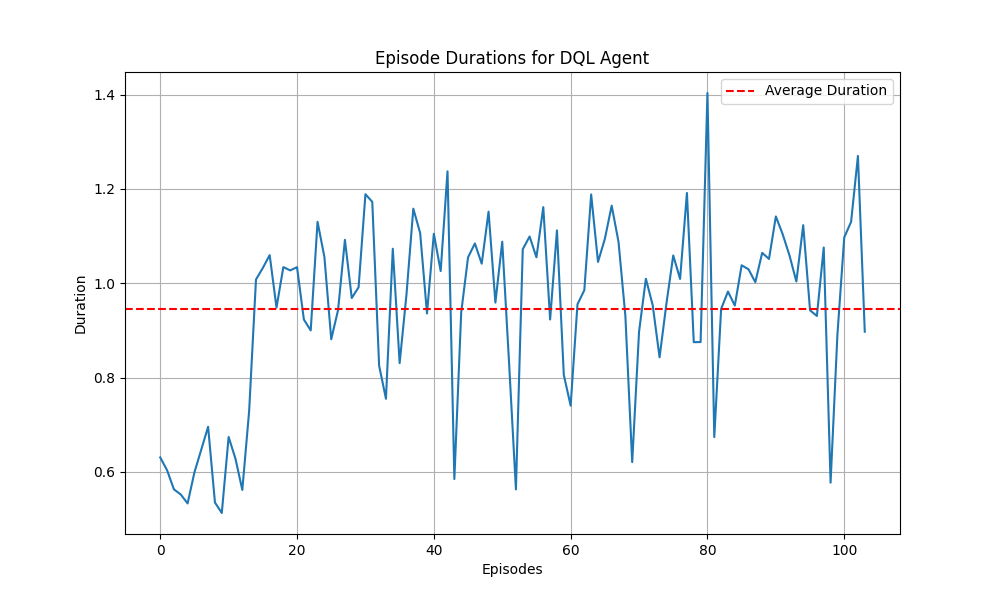 Episode Durations for DQL Agent
Average Duration
1.4
1.2
1.0
0.8
0.6
Duration
0 20 40 60 80 100
Episodes